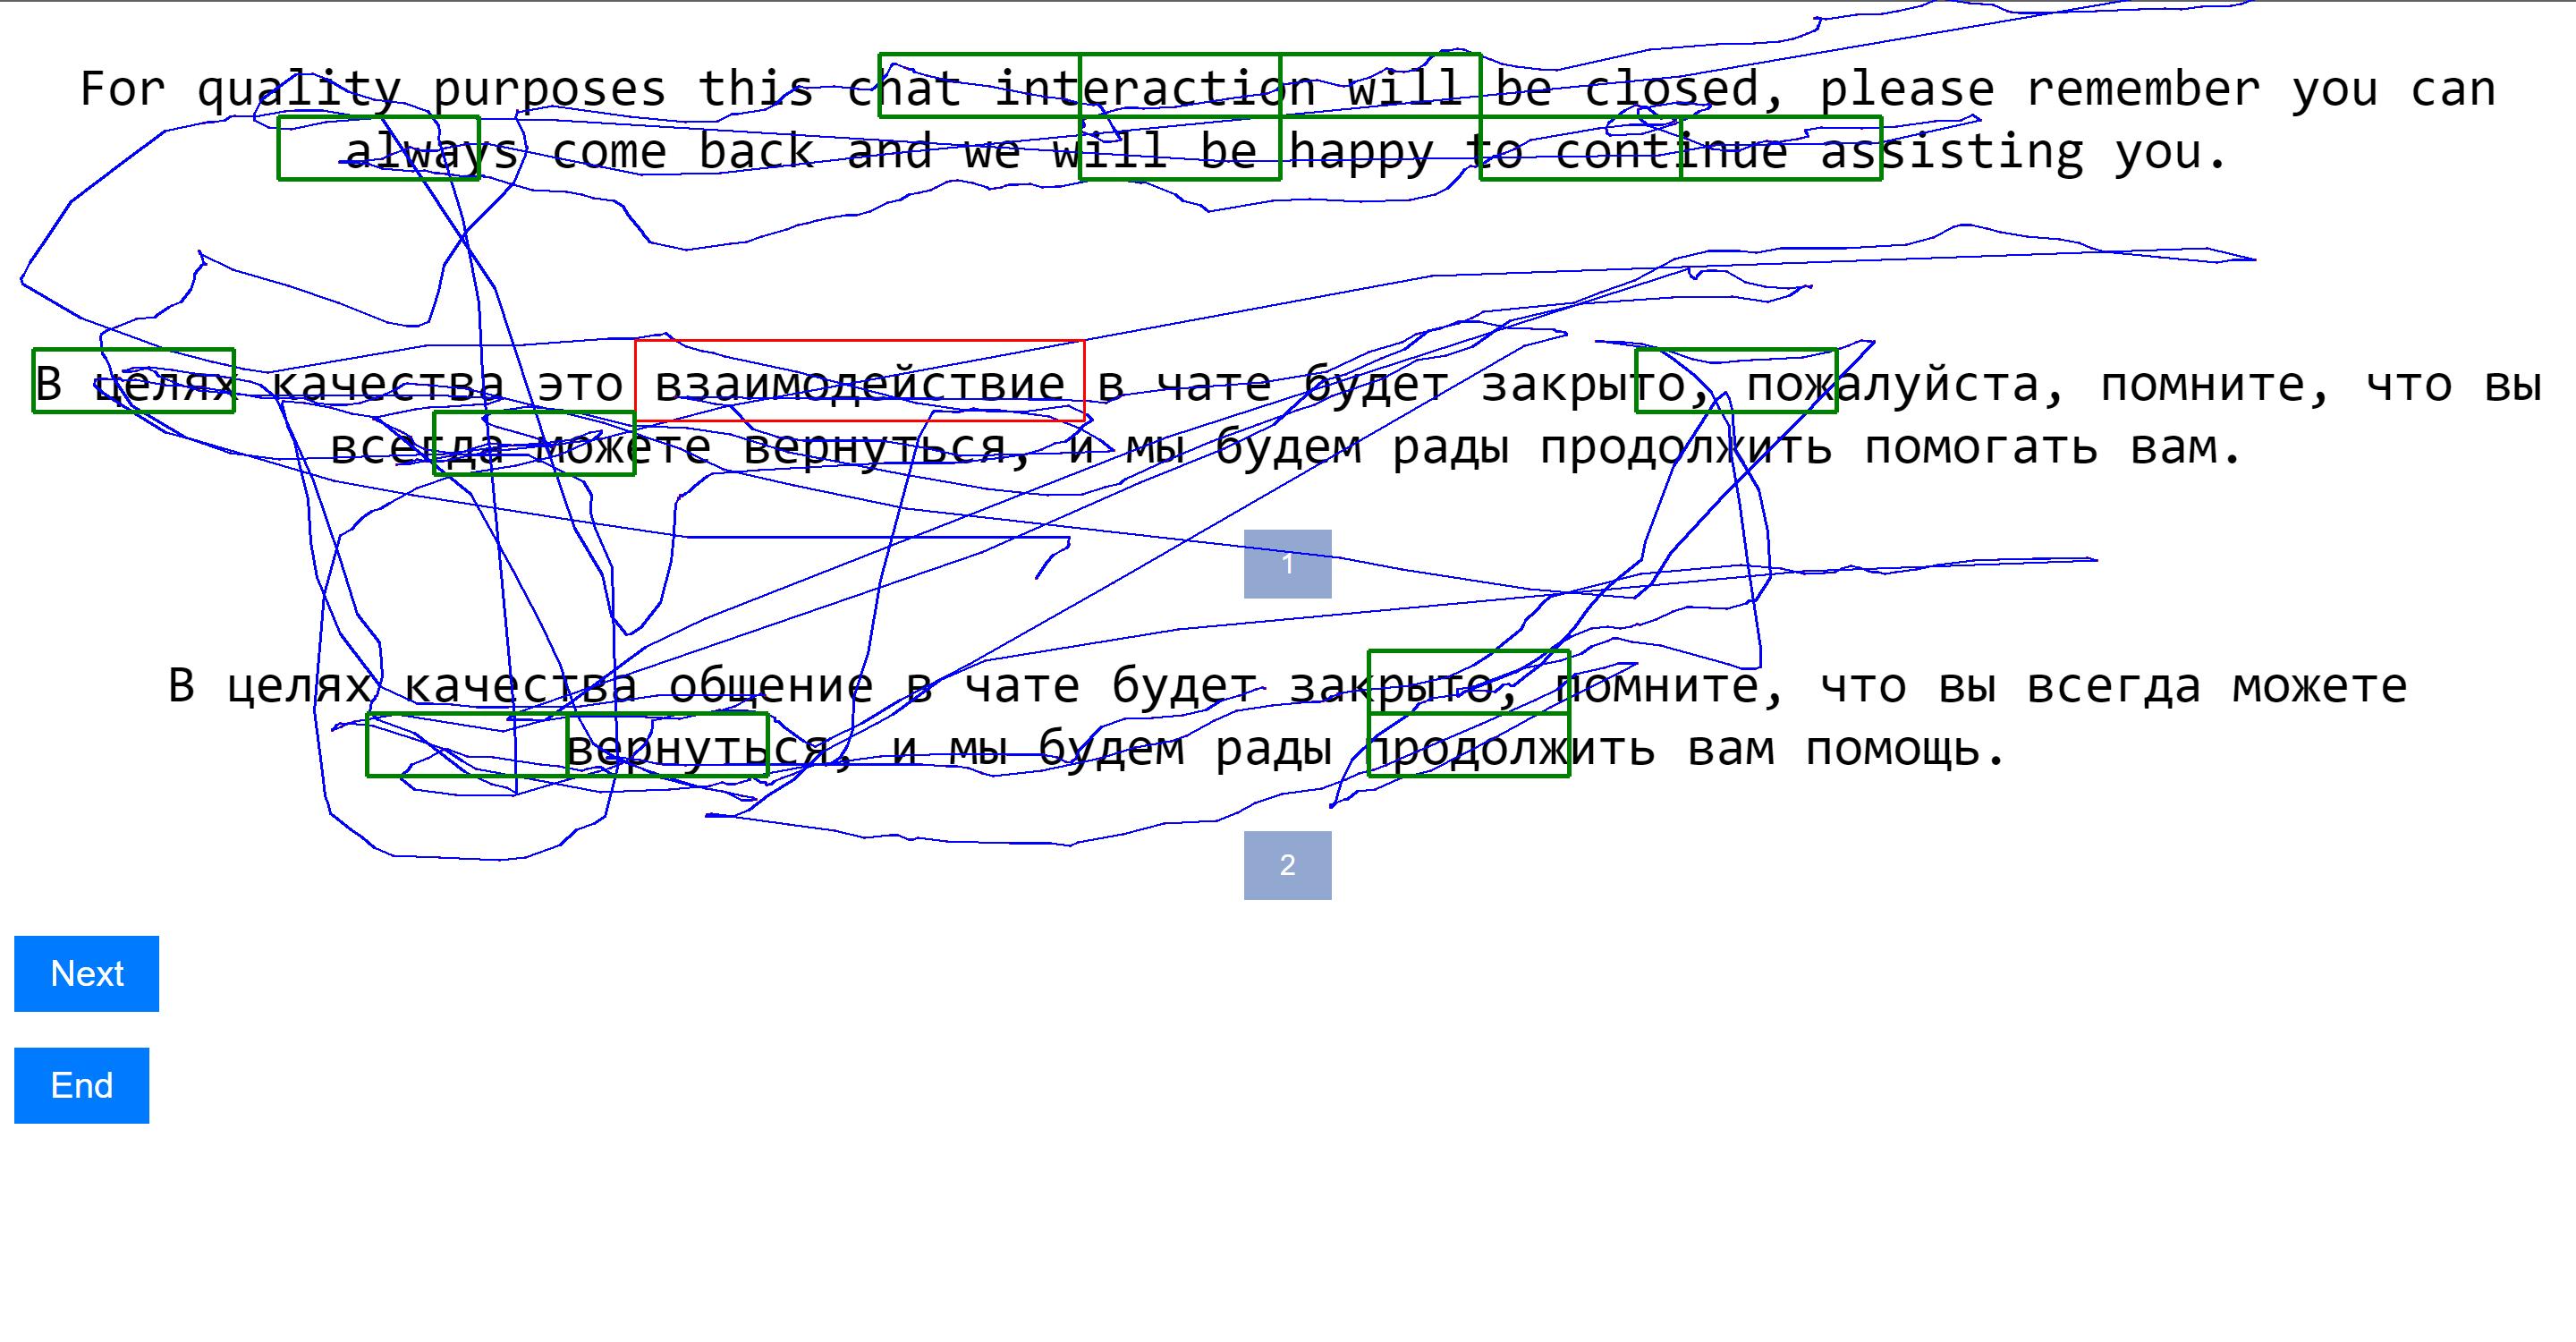 For quality purposes this chat interaction will be closed, please remember you can
always come back and we will be happy to continue assisting you.
В целях качества это взаимодействие в чате будет закрыто, пожалуйста, помните, что вы
всегда можете вернуться, и мы будем рады продолжить помогать вам.
1
В целях качества общение в чате будет закрыто, помните, что вы всегда можете
вернуться, и мы будем рады продолжить вам помощь.
2
Next
End